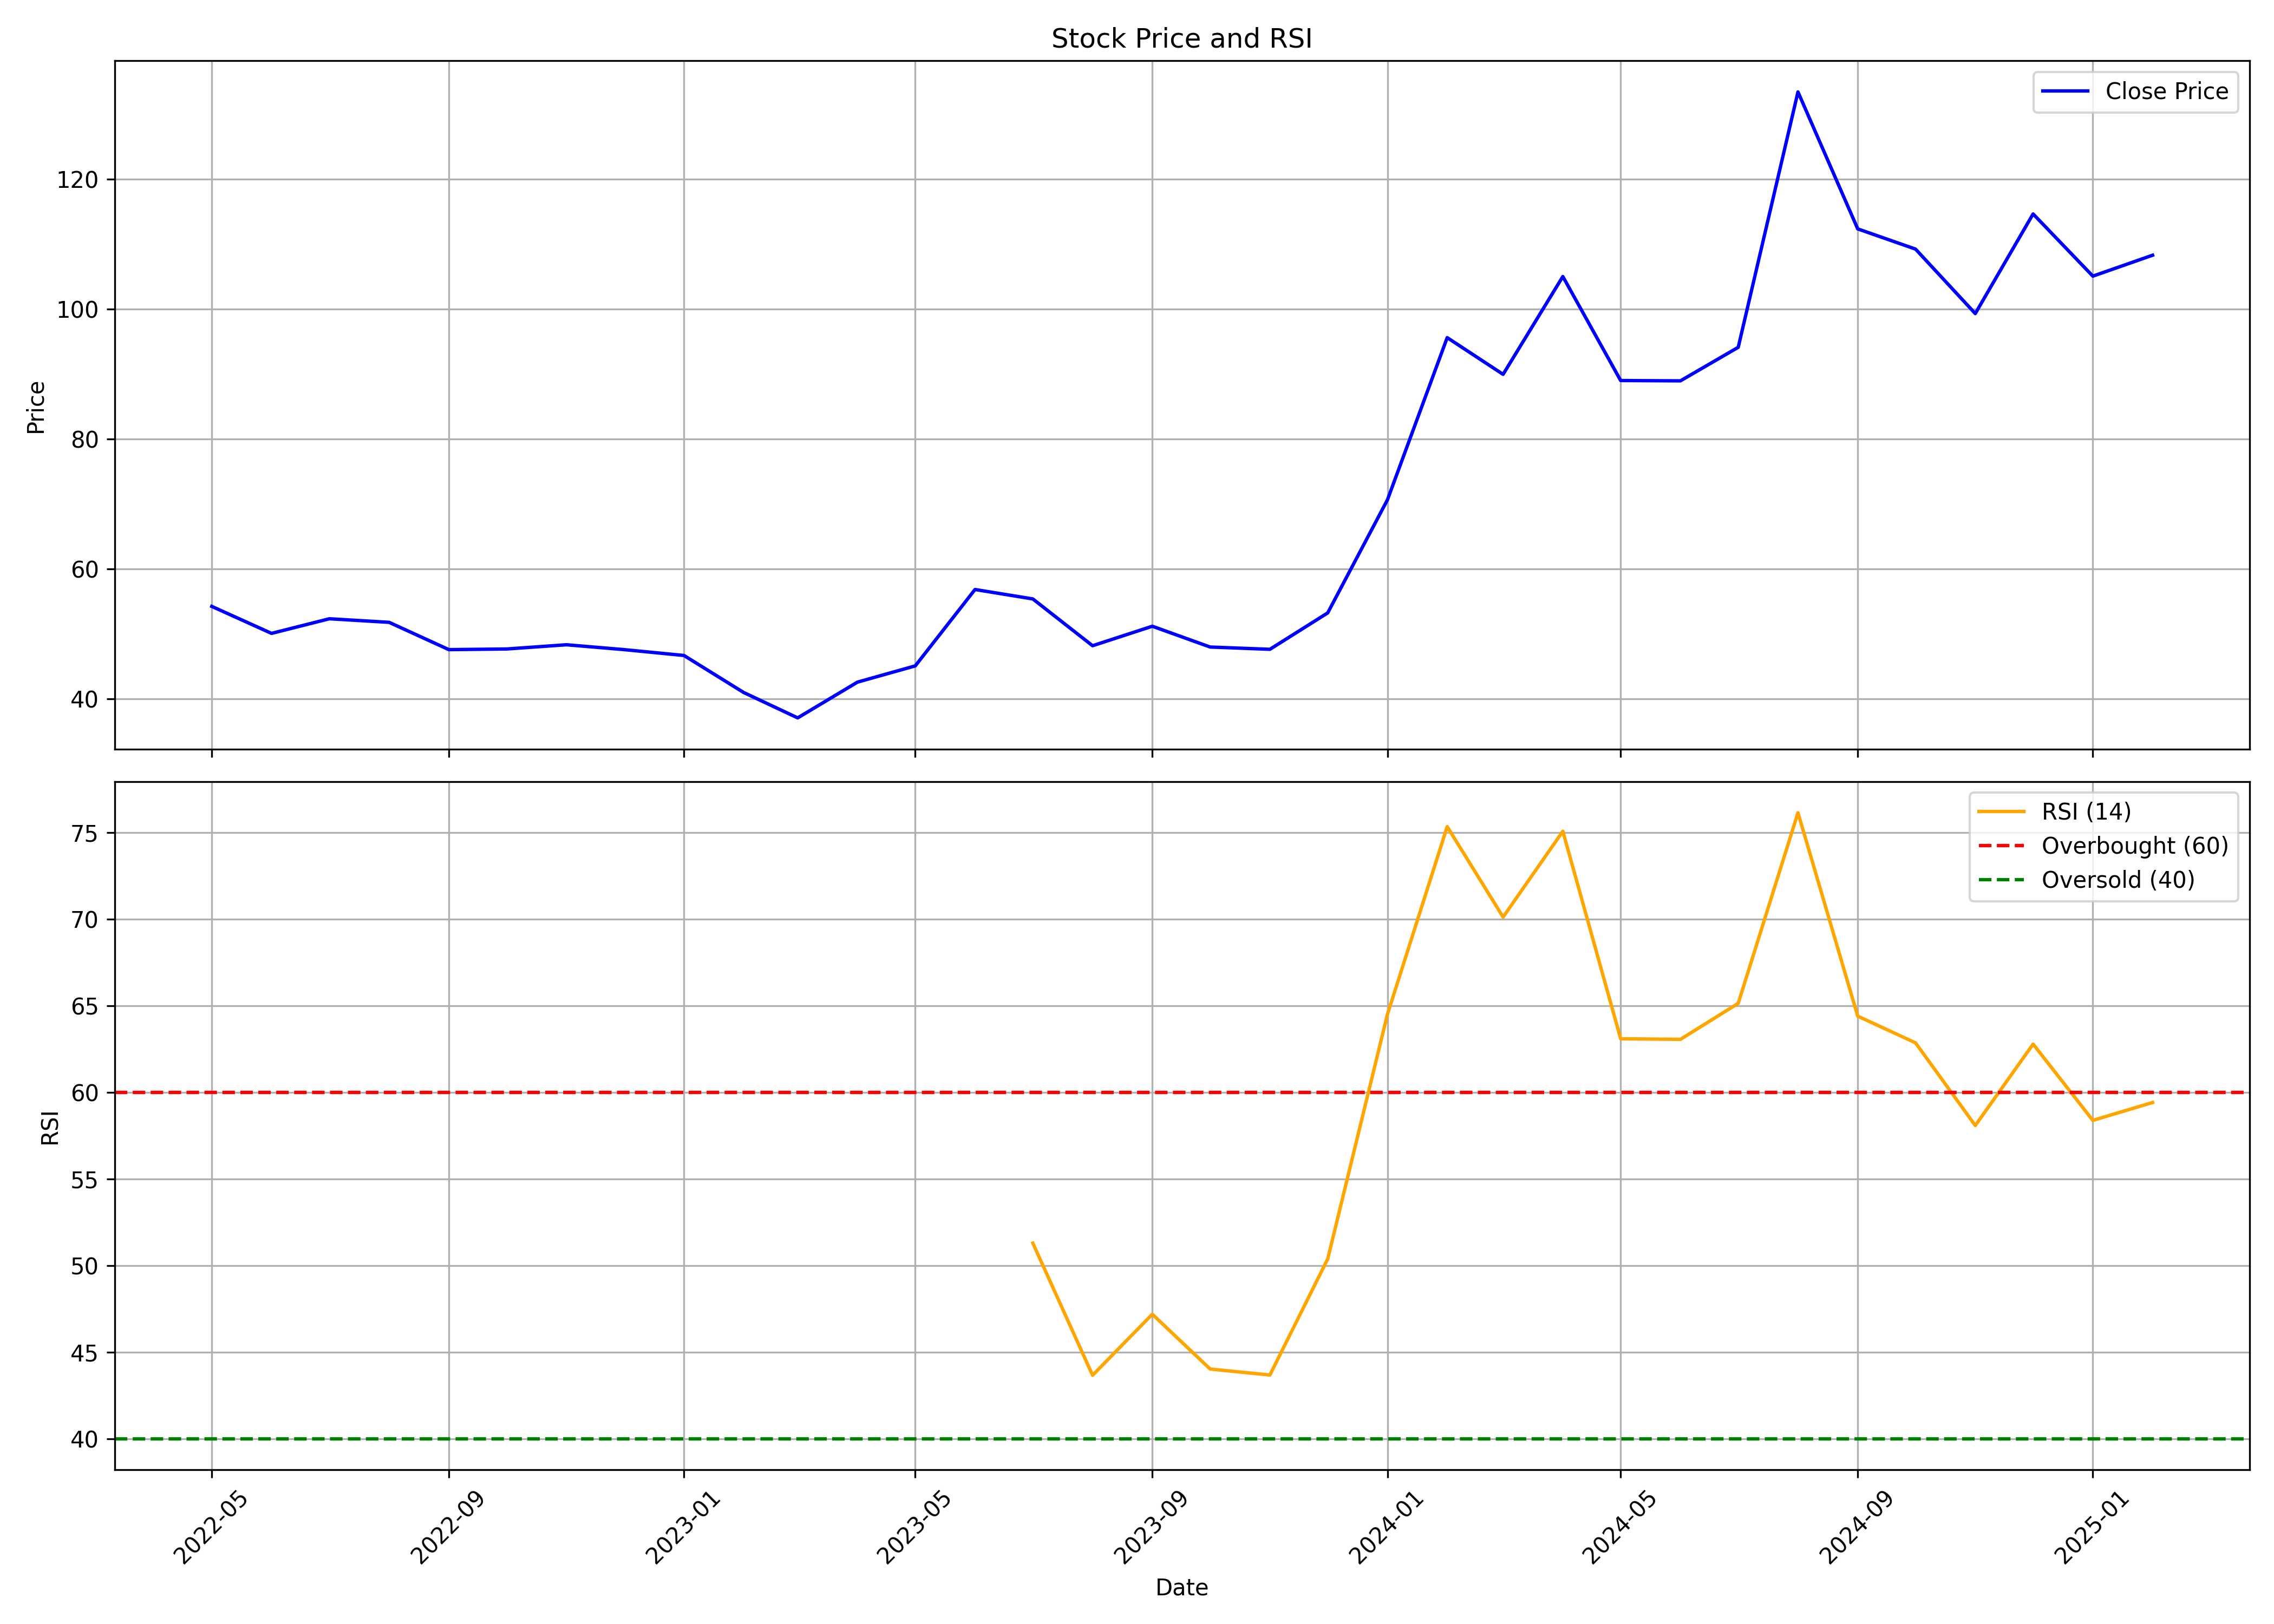 Stock Price and RSI
Close Price
Price
120
100
80
60
40
RSI (14)
Overbought (60)
Oversold (40)
RSI
75
70
65
60
55
50
45
40
2022-05
2022-09
2023-01
2023-05
2023-09
2024-01
2024-05
2024-09
2025-01
Date